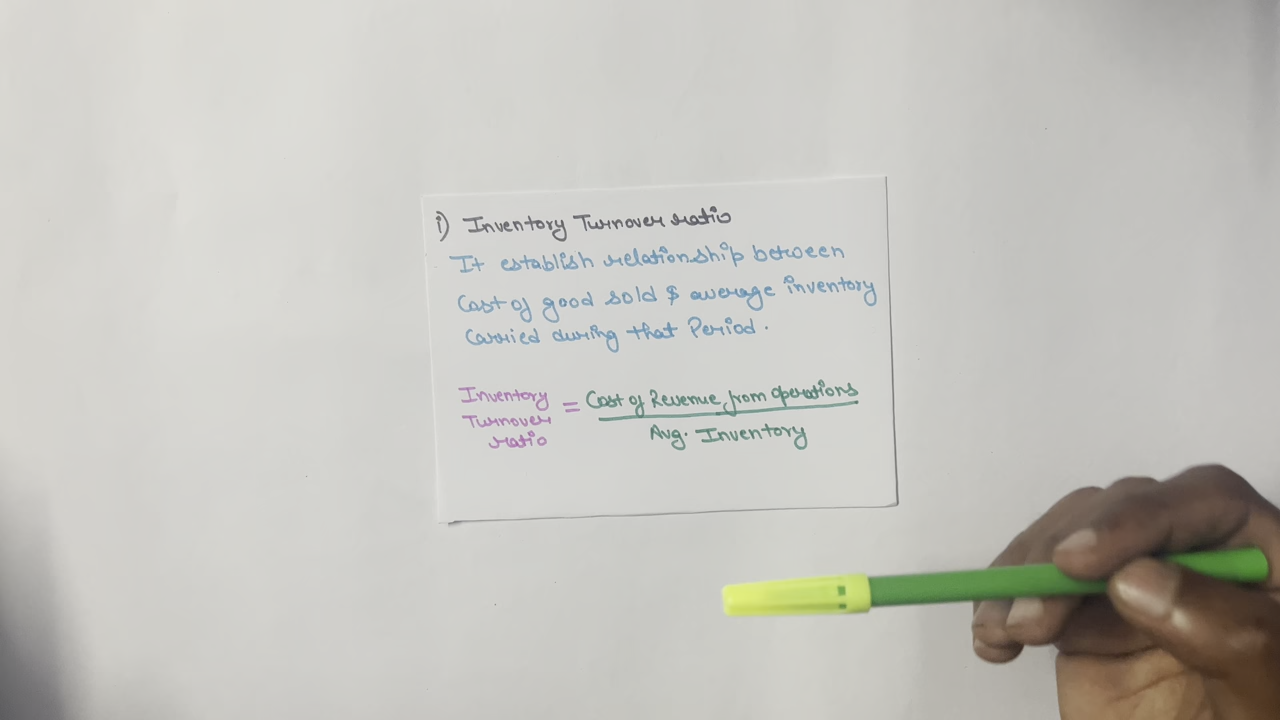 i) Inventory Turnover ratio
It establish relationship between
Cost of good sold $ average inventory
Carried during that Period.
Inventory
Turnover
ratio
= Cost of Revenue from operations
Avg. Inventory